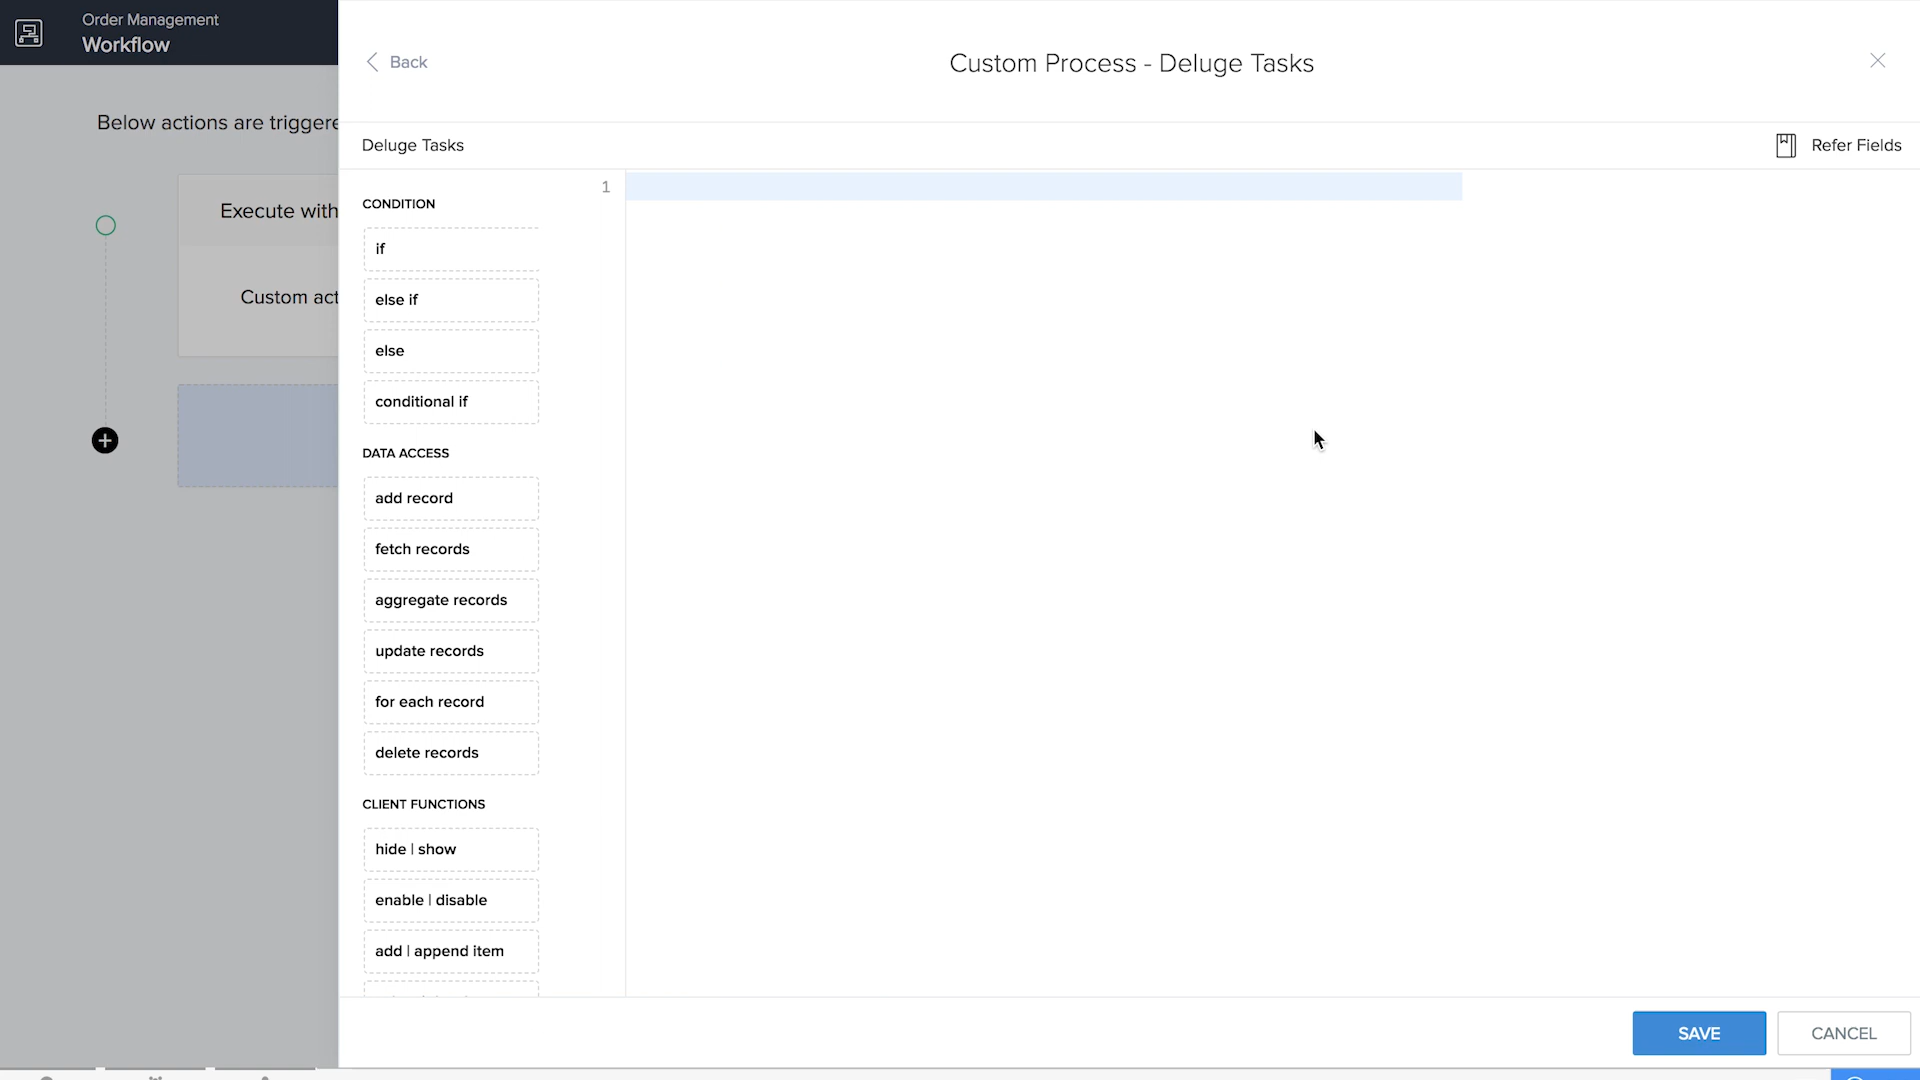 Order Management
Workflow
Back
Custom Process - Deluge Tasks
Below actions are triggere
Deluge Tasks
Refer Fields
1
Execute with
Custom act
CONDITION
if
else if
else
conditional if
DATA ACCESS
add record
fetch records
aggregate records
update records
for each record
delete records
CLIENT FUNCTIONS
hide | show
enable | disable
add | append item
SAVE
CANCEL